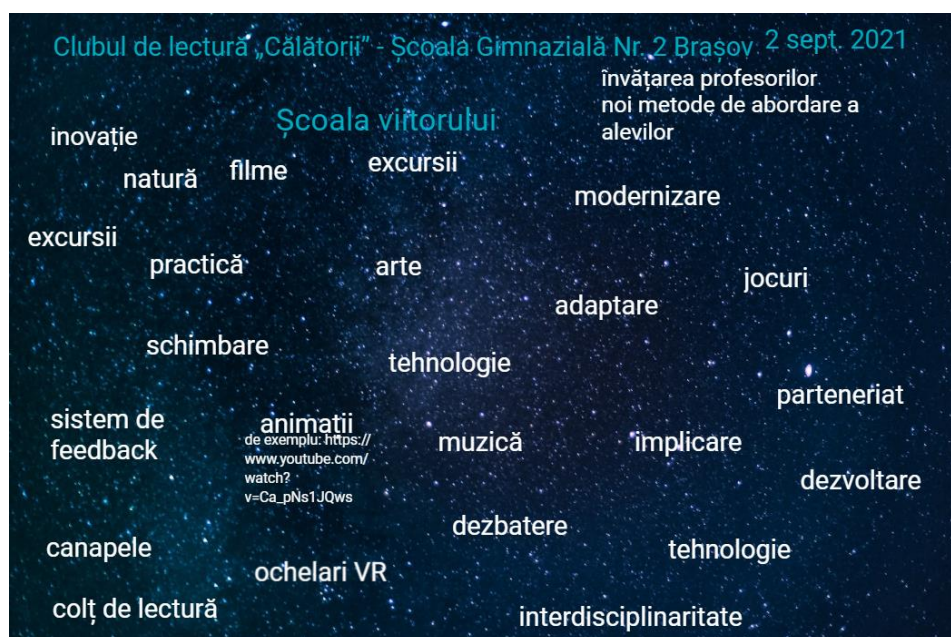 Clubul de lectură „Călătorii” - Școala Gimnazială Nr. 2 Brașov
2 sept. 2021
învățarea profesorilor
noi metode de abordare a
alevilor
Școala viitorului
inovație
natură
filme
excursii
modernizare
excursii
practică
arte
jocuri
adaptare
schimbare
tehnologie
parteneriat
sistem de
feedback
animații
de exemplu: https://
www.youtube.com/
watch?
v=Ca_pNs1JQws
muzică
implicare
dezvoltare
dezbatere
canapele
tehnologie
ochelari VR
colț de lectură
interdisciplinaritate